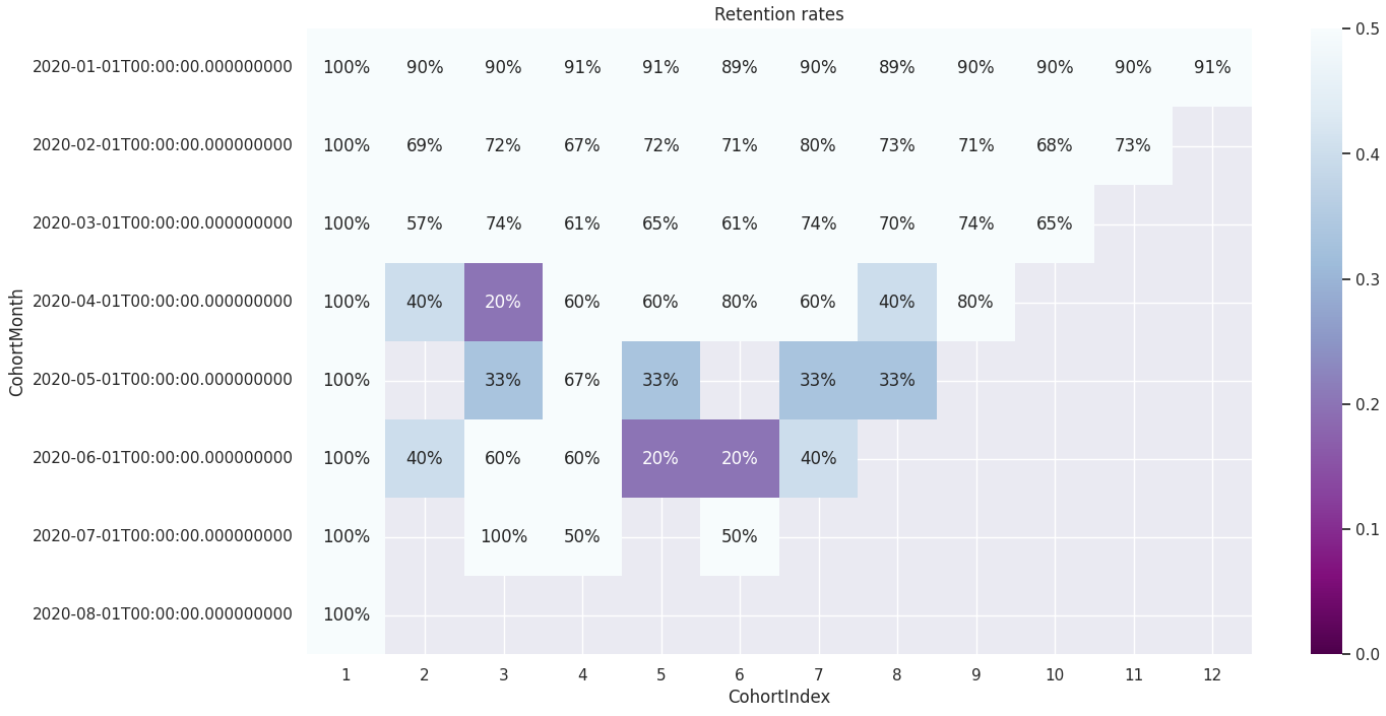 Retention rates
CohortMonth
2020-01-01T00:00:00.000000000 100% 90% 90% 91% 91% 89% 90% 89% 90% 90% 90% 91%
2020-02-01T00:00:00.000000000 100% 69% 72% 67% 72% 71% 80% 73% 71% 68% 73%
2020-03-01T00:00:00.000000000 100% 57% 74% 61% 65% 61% 74% 70% 74% 65%
2020-04-01T00:00:00.000000000 100% 40% 20% 60% 60% 80% 60% 40% 80%
2020-05-01T00:00:00.000000000 100% 33% 67% 33% 33% 33%
2020-06-01T00:00:00.000000000 100% 40% 60% 60% 20% 20% 40%
2020-07-01T00:00:00.000000000 100% 100% 50% 50%
2020-08-01T00:00:00.000000000 100%
1 2 3 4 5 6 7 8 9 10 11 12
CohortIndex
0.5
0.4
0.3
0.2
0.1
0.0